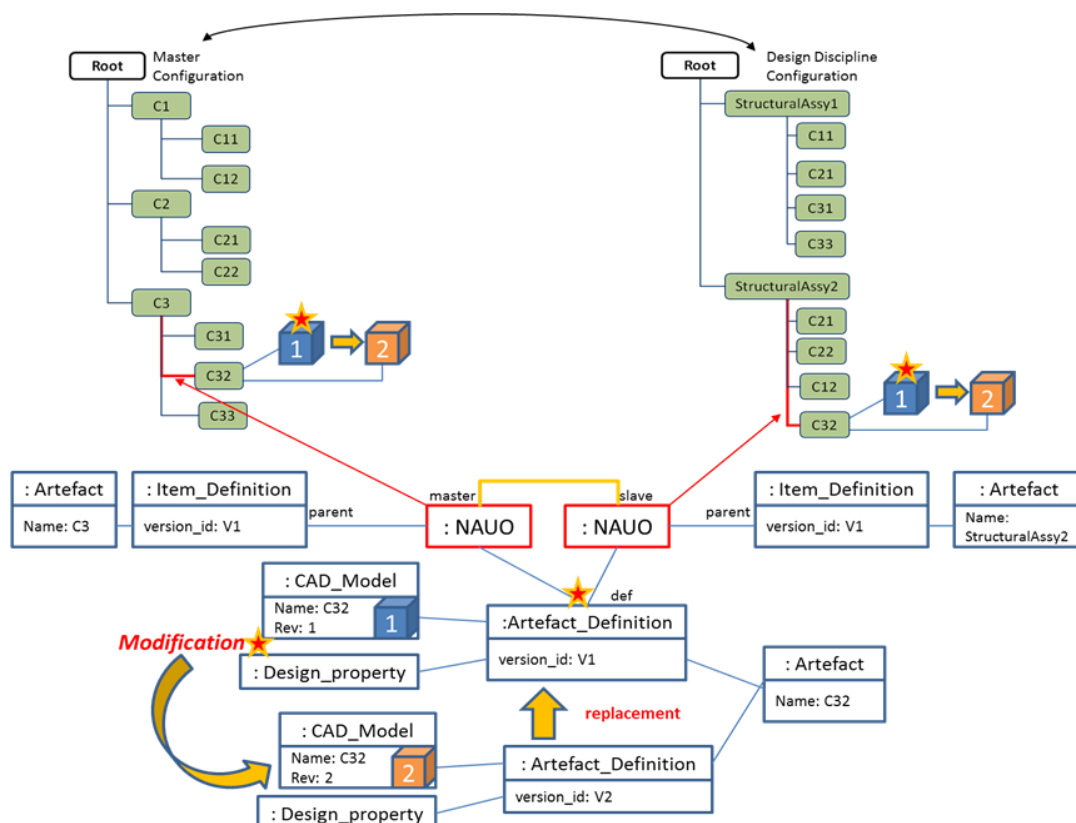 Root
Master
Configuration
C1
C11
C12
C2
C21
C22
C3
C31
1
2
C32
C33
Root
Design Discipline
Configuration
StructuralAssy1
C11
C21
C31
C33
StructuralAssy2
C21
C22
C12
1
2
C32
: Artefact
Name: C3
: Item_Definition
version_id: V1
parent
master
: NAUO
slave
: NAUO
parent
: Item_Definition
version_id: V1
: Artefact
Name:
StructuralAssy2
def
: CAD_Model
Name: C32
Rev: 1
1
Modification
: Design_property
:Artefact_Definition
version_id: V1
: Artefact
Name: C32
replacement
: CAD_Model
Name: C32
Rev: 2
2
: Design_property
: Artefact_Definition
version_id: V2